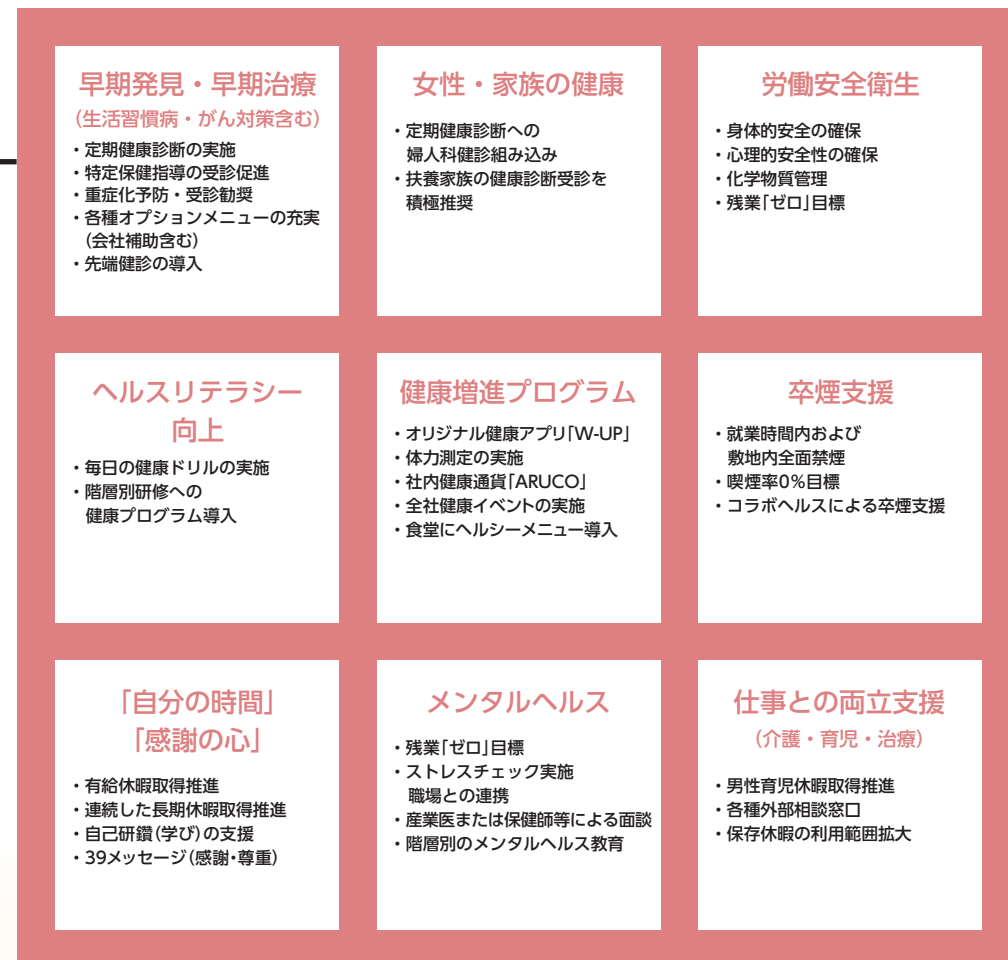 早期発見・早期治療
(生活習慣病・がん対策含む)
・定期健康診断の実施
・特定保健指導の受診促進
・重症化予防・受診勧奨
・各種オプションメニューの充実
(会社補助含む)
・先端健診の導入
女性・家族の健康
・定期健康診断への
婦人科健診組み込み
・扶養家族の健康診断受診を
積極推奨
労働安全衛生
・身体的安全の確保
・心理的安全性の確保
・化学物質管理
・残業「ゼロ」目標
ヘルスリテラシー
向上
・毎日の健康ドリルの実施
・階層別研修への
健康プログラム導入
健康増進プログラム
・オリジナル健康アプリ「W-UP」
・体力測定の実施
・社内健康通貨「ARUCO」
・全社健康イベントの実施
・食堂にヘルシーメニュー導入
卒煙支援
・就業時間内および
敷地内全面禁煙
・喫煙率0%目標
・コラボヘルスによる卒煙支援
「自分の時間」
「感謝の心」
・有給休暇取得推進
・連続した長期休暇取得推進
・自己研鑽(学び)の支援
・39メッセージ(感謝・尊重)
メンタルヘルス
・残業「ゼロ」目標
・ストレスチェック実施
職場との連携
・産業医または保健師等による面談
・階層別のメンタルヘルス教育
仕事との両立支援
(介護・育児・治療)
・男性育児休暇取得推進
・各種外部相談窓口
・保存休暇の利用範囲拡大